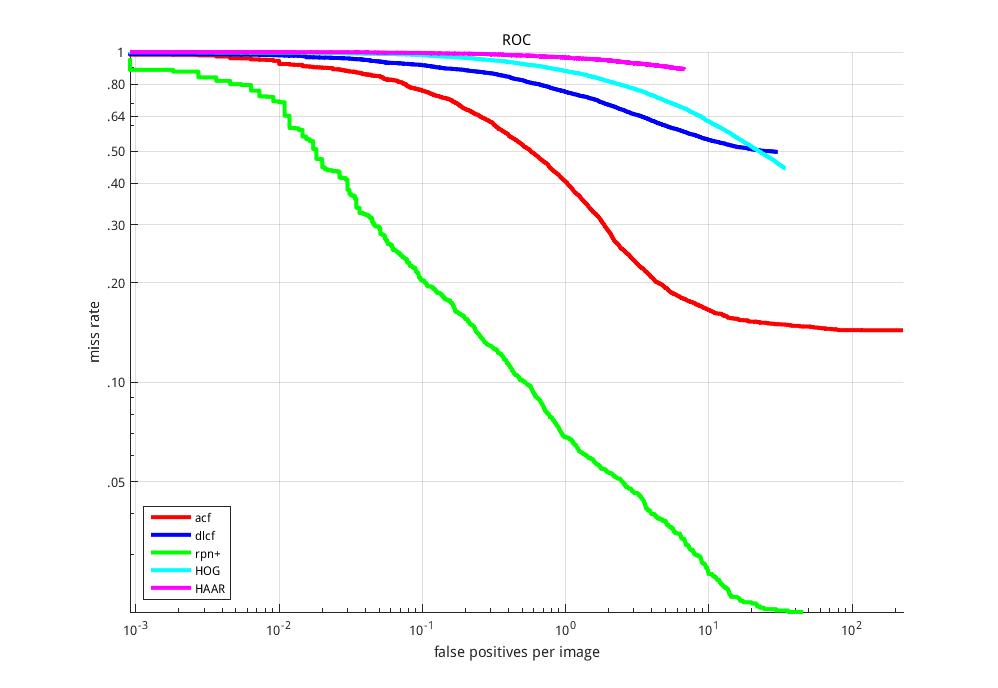 ROC
1
.80
.64
.50
.40
.30
.20
.10
.05
miss rate
acf
dlcf
rpn+
HOG
HAAR
10^-3 10^-2 10^-1 10^0 10^1 10^2
false positives per image